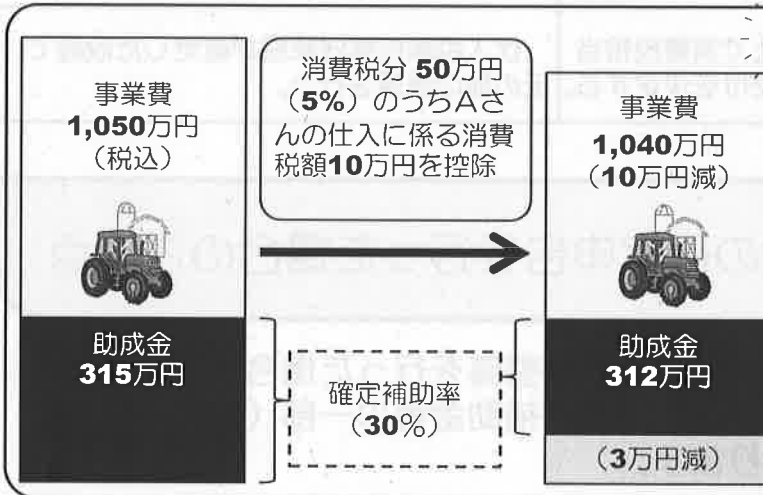 事業費
1,050万円
（税込）
消費税分 50万円
（5%）のうちAさ
んの仕入に係る消費
税額10万円を控除
事業費
1,040万円
（10万円減）
助成金
315万円
確定補助率
（30%）
助成金
312万円
（3万円減）